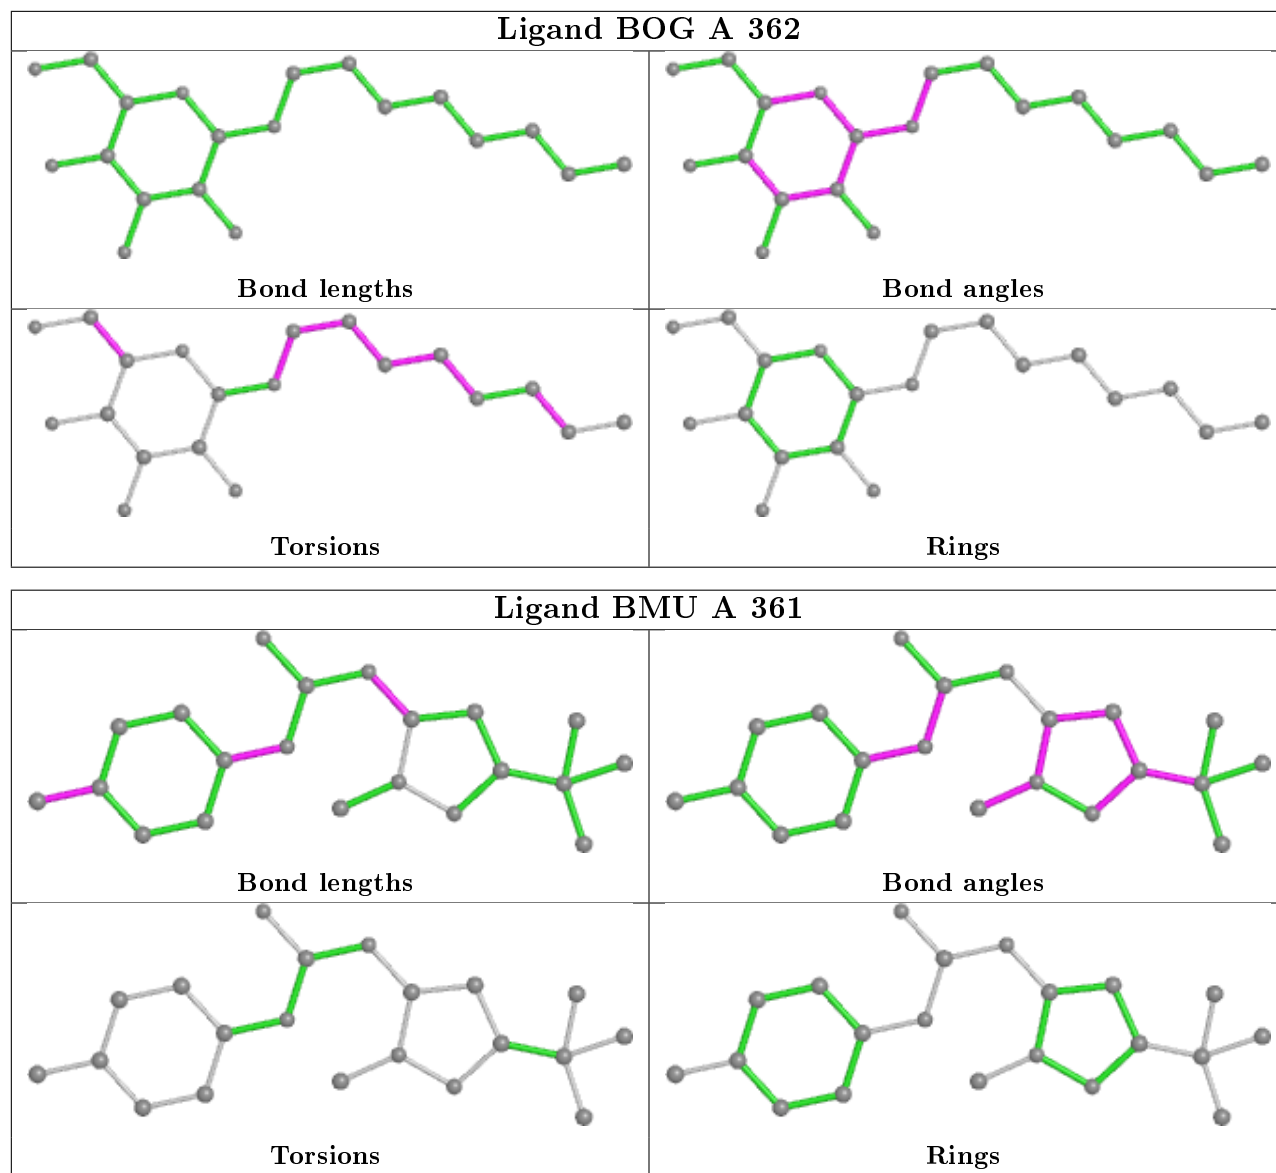 Ligand BOG A 362
Bond lengths
Bond angles
Torsions
Rings
Ligand BMU A 361
Bond lengths
Bond angles
Torsions
Rings